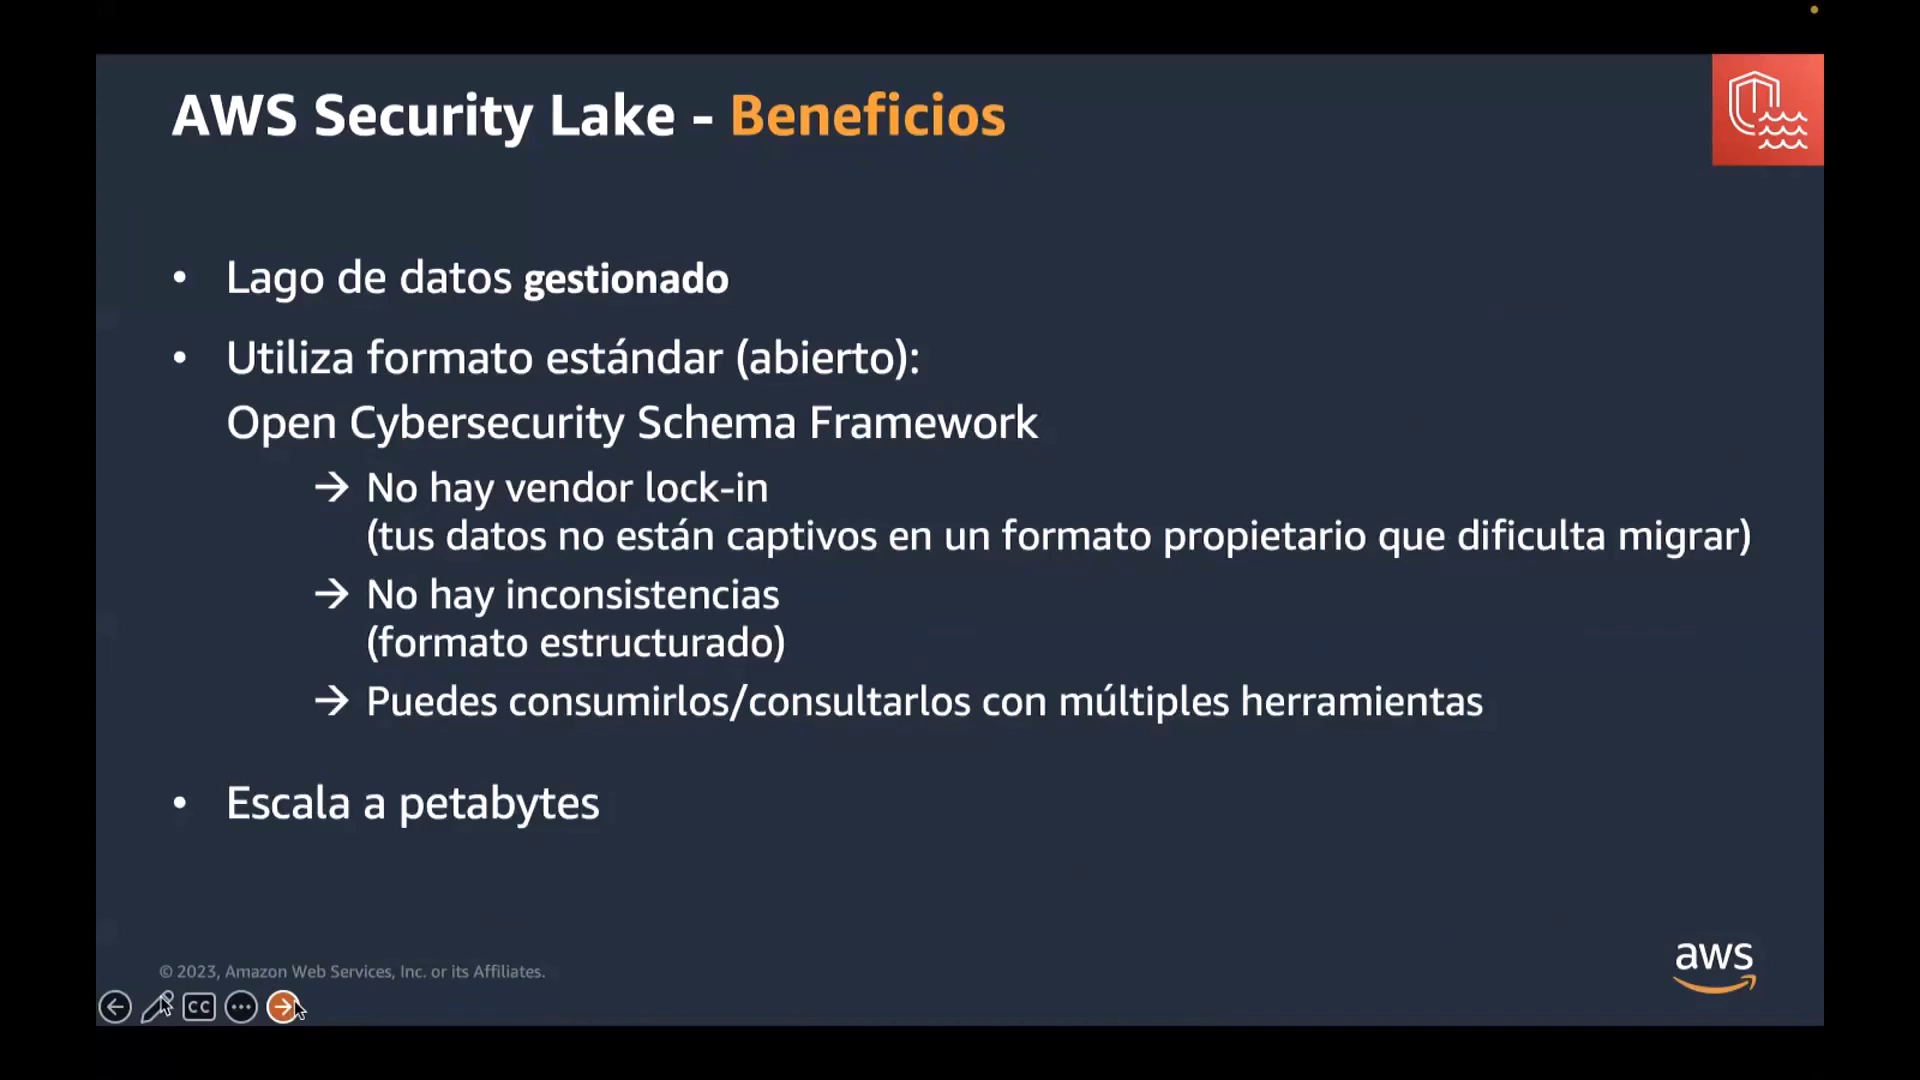 AWS Security Lake - Beneficios
• Lago de datos gestionado
• Utiliza formato estándar (abierto):
Open Cybersecurity Schema Framework
→ No hay vendor lock-in
(tus datos no están captivos en un formato propietario que dificulta migrar)
→ No hay inconsistencias
(formato estructurado)
→ Puedes consumirlos/consultarlos con múltiples herramientas
• Escala a petabytes
aws
© 2023, Amazon Web Services, Inc. or its Affiliates.
CC